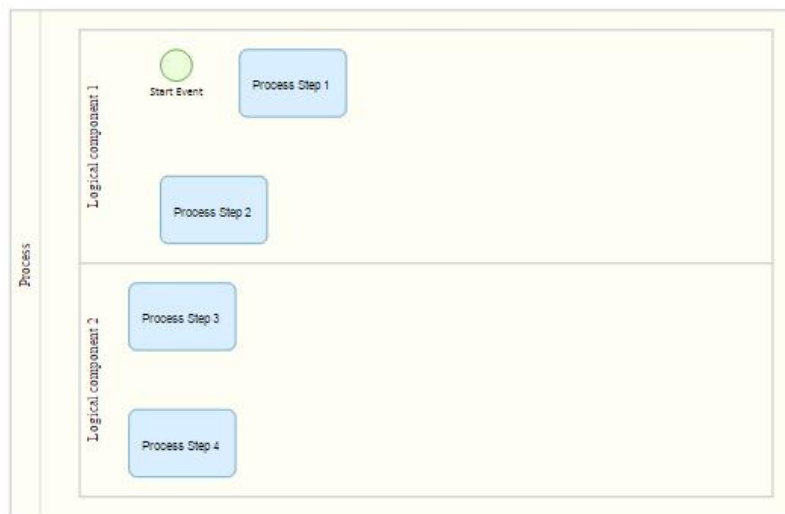 Process
Logical component 1
Start Event
Process Step 1
Process Step 2
Logical component 2
Process Step 3
Process Step 4